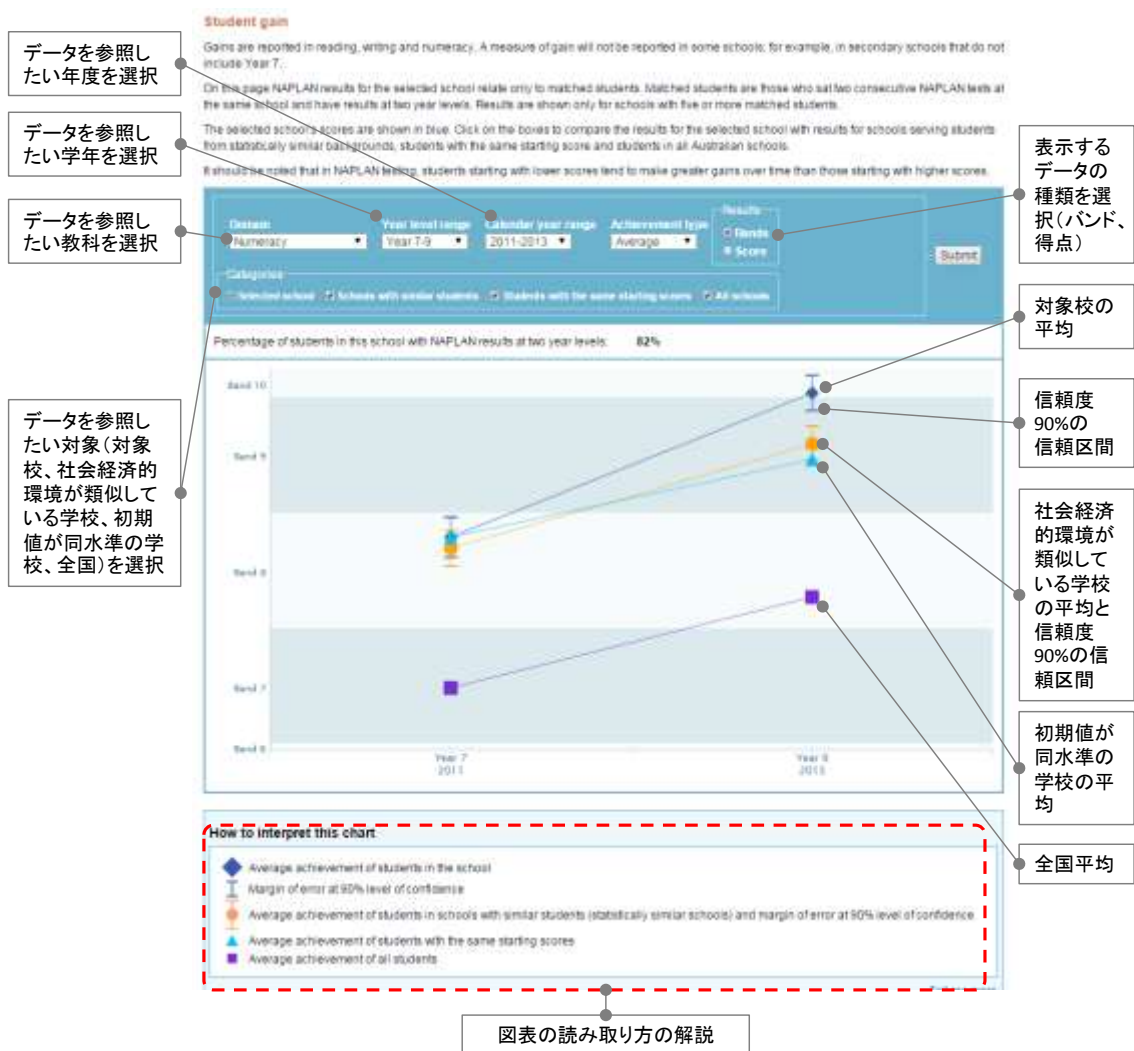 Student gain
Gains are reported in reading, writing and numeracy. A measure of gain will not be reported in some schools: for example, in secondary schools that do not
include Year 7.
On this page NAPLAN results for the selected school relate only to matched students. Matched students are those who sat two consecutive NAPLAN tests at
the same school and have results at two year levels. Results are shown only for schools with five or more matched students.
The selected school's scores are shown in blue. Click on the boxes to compare the results for the selected school with results for schools serving students
from statistically similar backgrounds, students with the same starting score and students in all Australian schools.
It should be noted that in NAPLAN testing, students starting with lower scores tend to make greater gains over time than those starting with higher scores.
データを参照し
たい年度を選択
データを参照し
たい学年を選択
データを参照し
たい教科を選択
データを参照し
たい対象(対象
校、社会経済的
環境が類似して
いる学校、初期
値が同水準の学
校、全国)を選択
Domain
Numeracy
Year level range
Year 7-9
Calendar year range
2011-2013
Achievement type
Average
Results
Bands
Score
Submit
Categories
Selected school
Schools with similar students
Students with the same starting scores
All schools
Percentage of students in this school with NAPLAN results at two year levels: 82%
Band 10
Band 9
Band 8
Band 7
Band 6
Year 7
2011
Year 9
2013
表示する
データの
種類を選
択(バンド、
得点)
対象校の
平均
信頼度
90%の
信頼区間
社会経済
的環境が
類似して
いる学校
の平均と
信頼度
90%の信
頼区間
初期値が
同水準の
学校の平
均
全国平均
How to interpret this chart
Average achievement of students in the school
Margin of error at 90% level of confidence
Average achievement of students in schools with similar students (statistically similar schools) and margin of error at 90% level of confidence
Average achievement of students with the same starting scores
Average achievement of all students
図表の読み取り方の解説